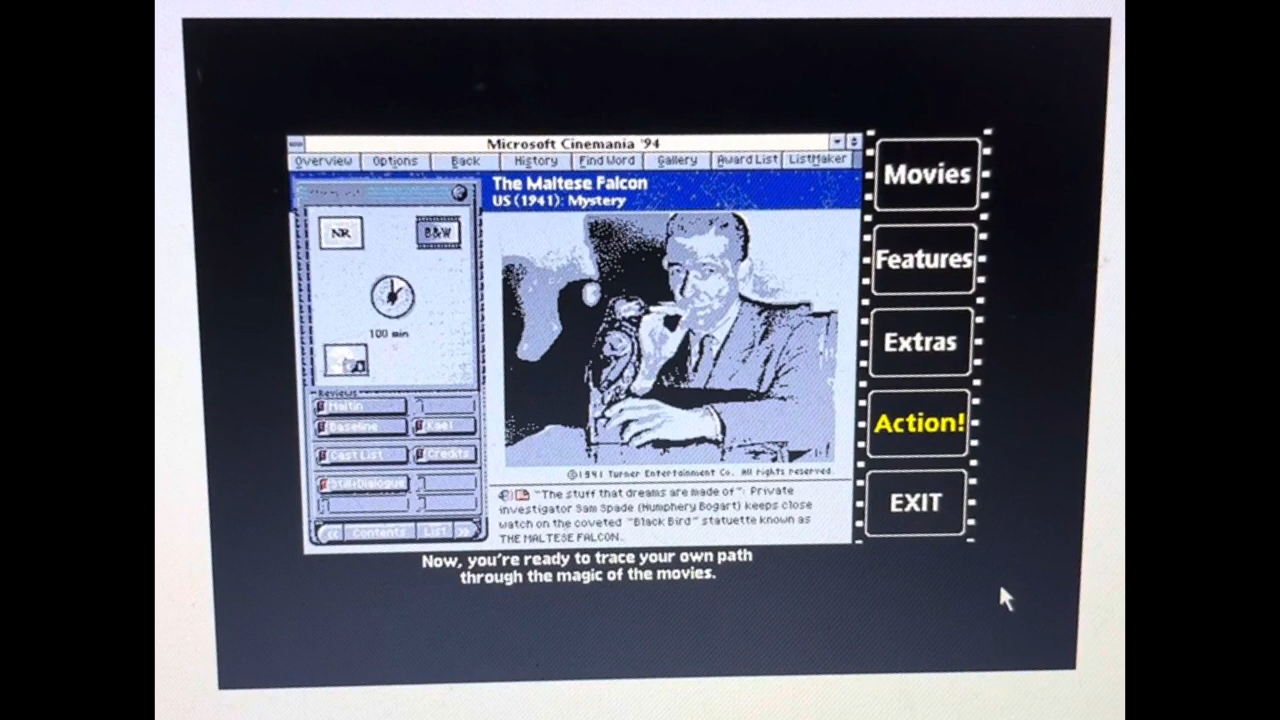 Microsoft Cinemania '94
Overview Options Back History Find Word Gallery Award List ListMaker
The Maltese Falcon
US (1941): Mystery
NR B&W
100 min
Reviews
Maltin
Baseline Kael
Cast List Credits
Still+Dialogue
<< Contents List >>
©1941 Turner Entertainment Co. All rights reserved.
"The stuff that dreams are made of": Private
investigator Sam Spade (Humphery Bogart) keeps close
watch on the coveted "Black Bird" statuette known as
THE MALTESE FALCON.
Now, you're ready to trace your own path
through the magic of the movies.
Movies
Features
Extras
Action!
EXIT